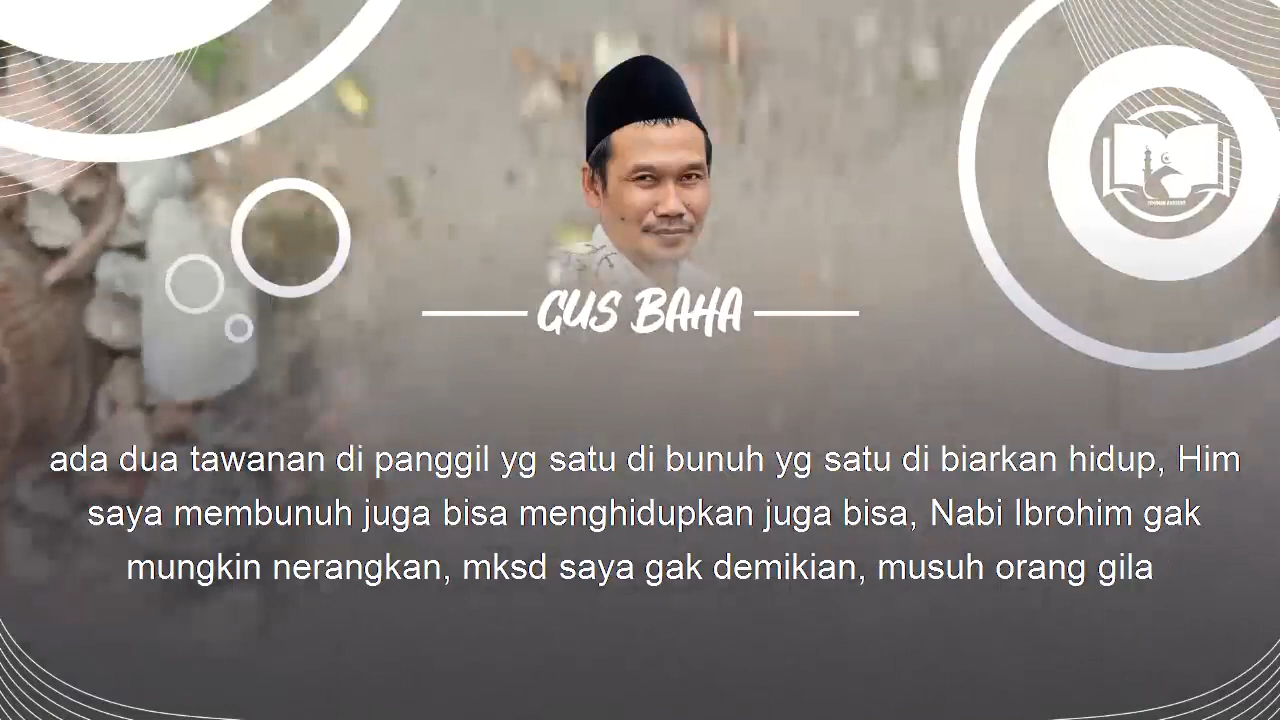 GUS BAHA
ada dua tawanan di panggil yg satu di bunuh yg satu di biarkan hidup, Him
saya membunuh juga bisa menghidupkan juga bisa, Nabi Ibrohim gak
mungkin nerangkan, mksd saya gak demikian, musuh orang gila